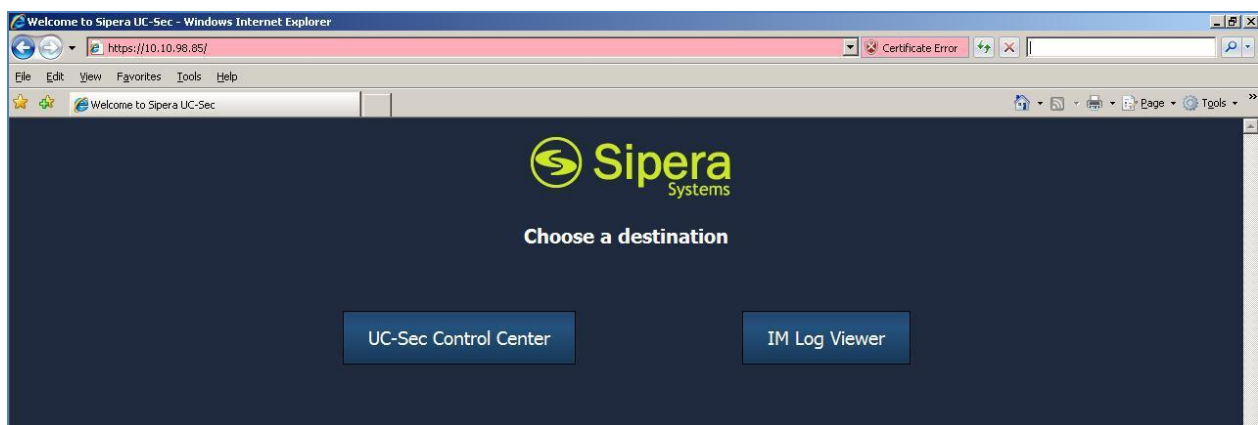 Welcome to Sipera UC-Sec - Windows Internet Explorer
https://10.10.98.85/
Certificate Error
File Edit View Favorites Tools Help
Welcome to Sipera UC-Sec
Page Tools »
Sipera
Systems
Choose a destination
UC-Sec Control Center
IM Log Viewer